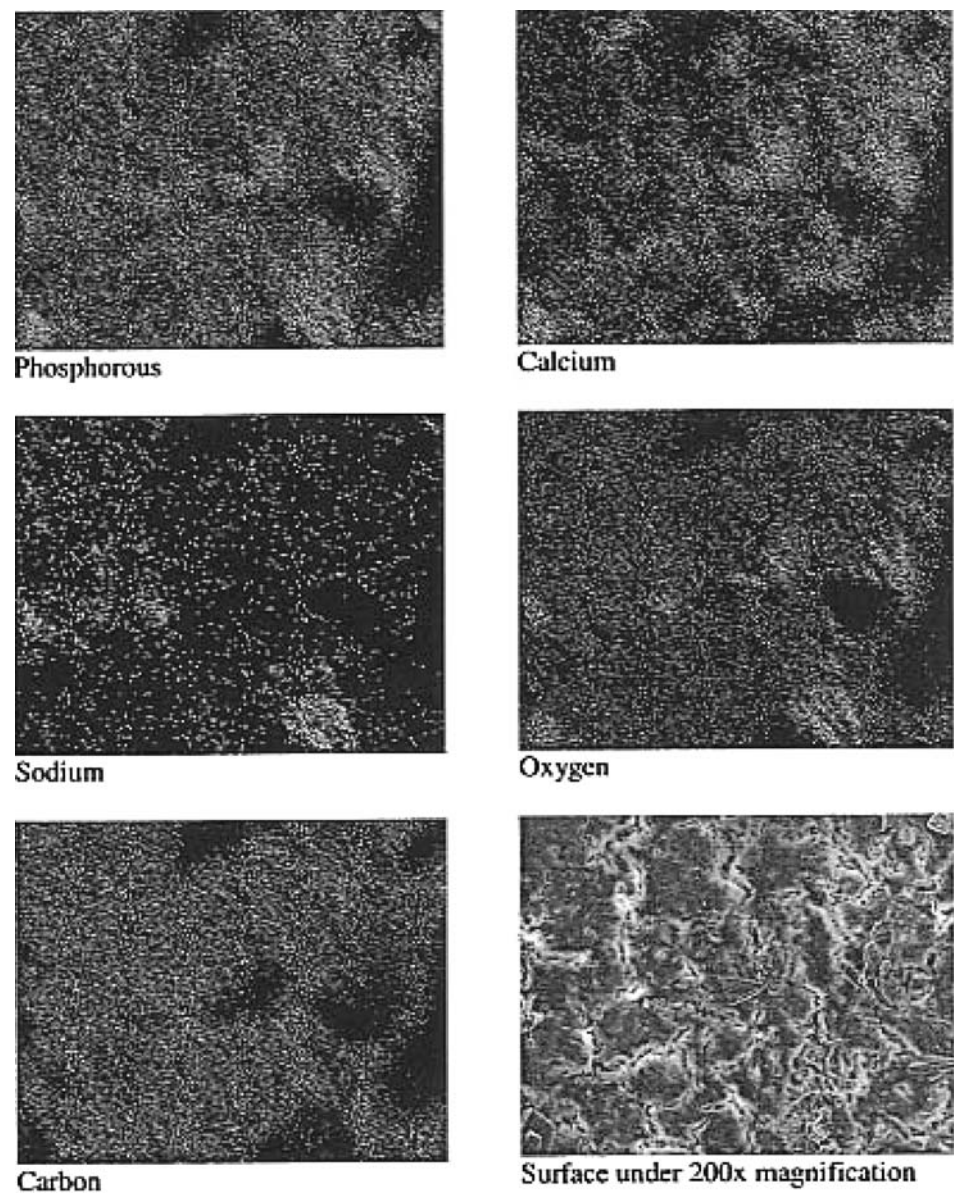 Phosphorous
Calcium
Sodium
Oxygen
Carbon
Surface under 200x magnification